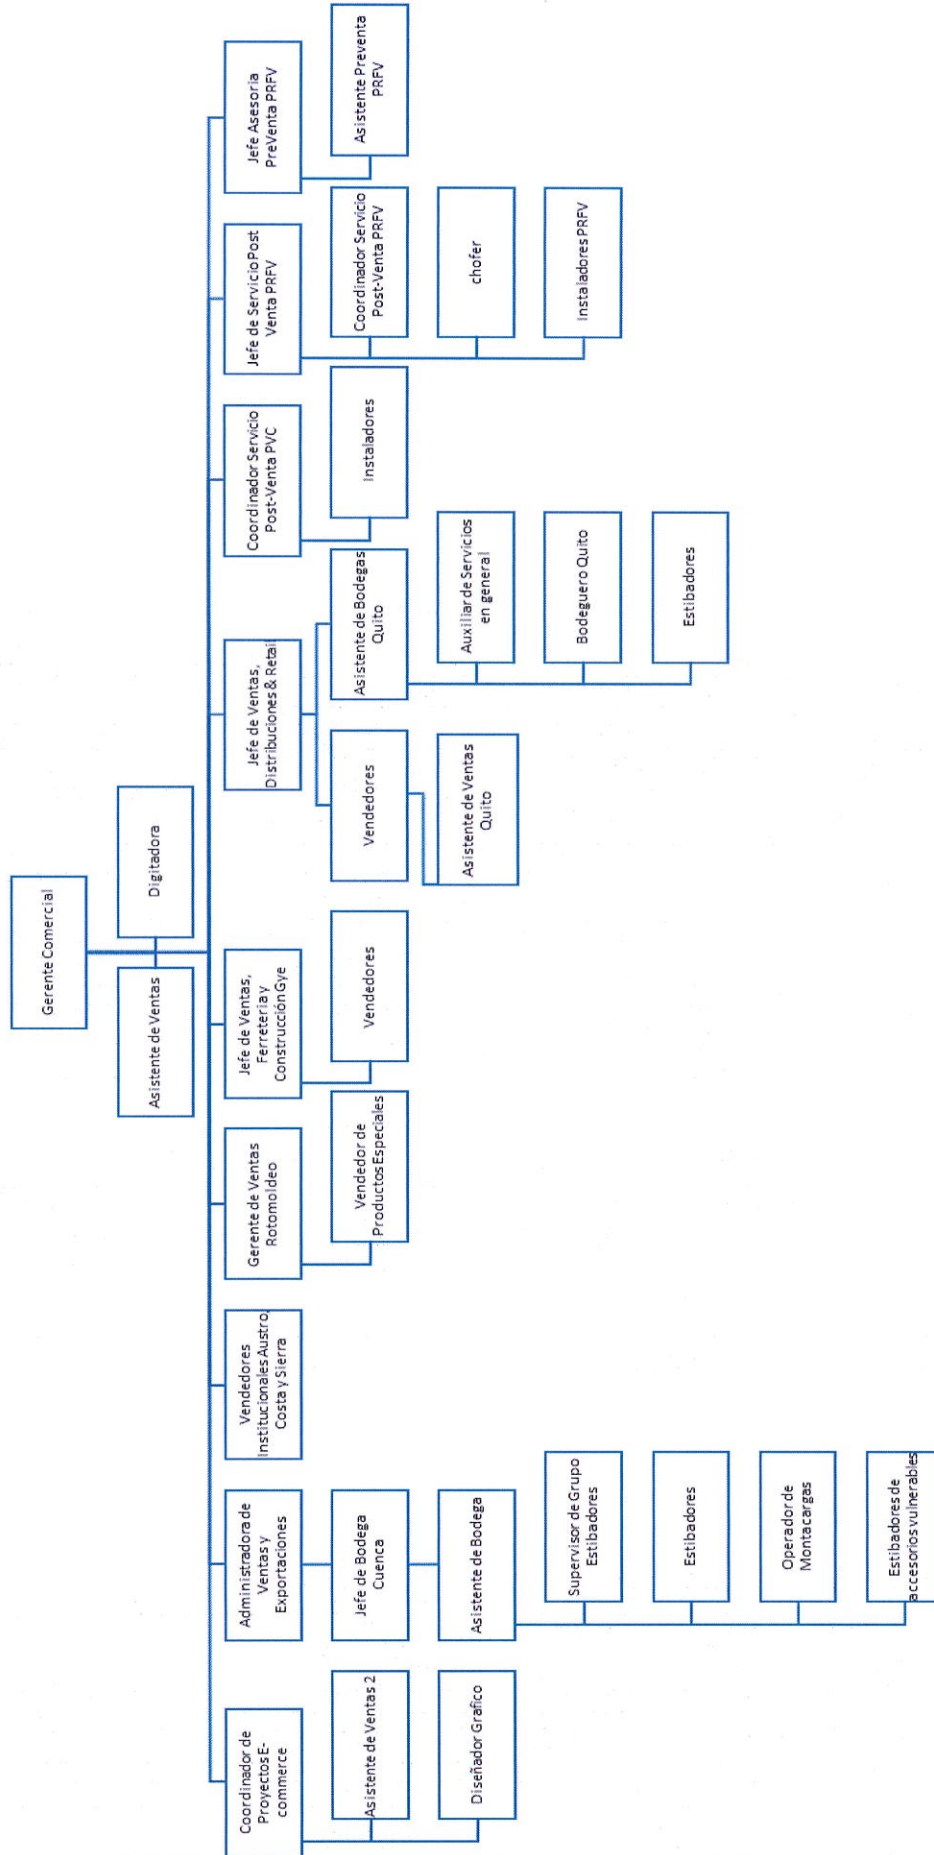 Gerente Comercial
Asistente de Ventas
Digitadora
Coordinador de
Proyectos E-
commerce
Administradora de
Ventas y
Exportaciones
Vendedores
Institucionales Austro,
Costa y Sierra
Gerente de Ventas
Rotomoldeo
Jefe de Ventas,
Ferreteria y
Construcción Gye
Jefe de Ventas,
Distribuciones & Retail
Coordinador Servicio
Post-Venta PVC
Jefe de Servicio Post
Venta PRFV
Jefe Asesoria
PreVenta PRFV
Asistente de Ventas 2
Jefe de Bodega
Cuenca
Vendedor de
Productos Especiales
Vendedores
Vendedores
Asistente de Bodegas
Quito
Instaladores
Coordinador Servicio
Post-Venta PRFV
Asistente Preventa
PRFV
Diseñador Grafico
Asistente de Bodega
Asistente de Ventas
Quito
Auxiliar de Servicios
en general
chofer
Supervisor de Grupo
Estibadores
Bodeguero Quito
Instaladores PRFV
Estibadores
Estibadores
Operador de
Montacargas
Estibadores de
accesorios vulnerables